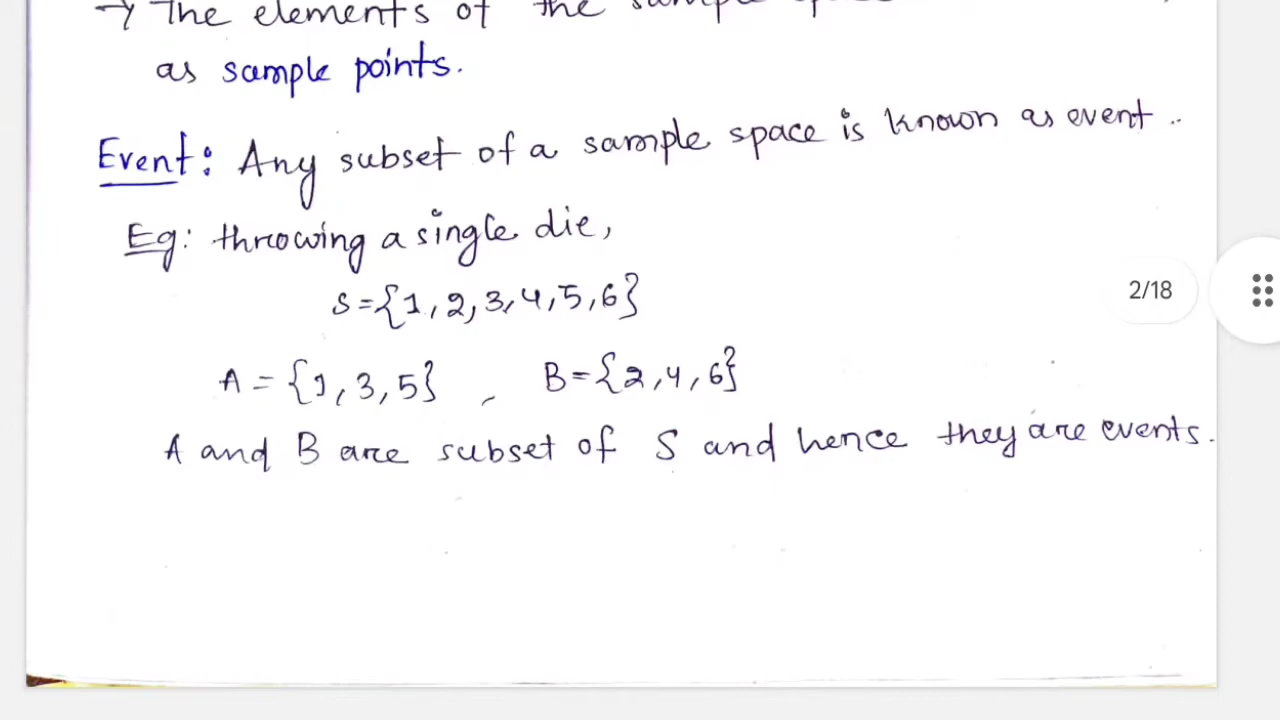 → The elements of the sample space
as sample points.
Event: Any subset of a sample space is known as event..
Eg: throwing a single die,
S={1,2,3,4,5,6}
2/18
A = {1,3,5} , B={2,4,6}
A and B are subset of S and hence they are events.